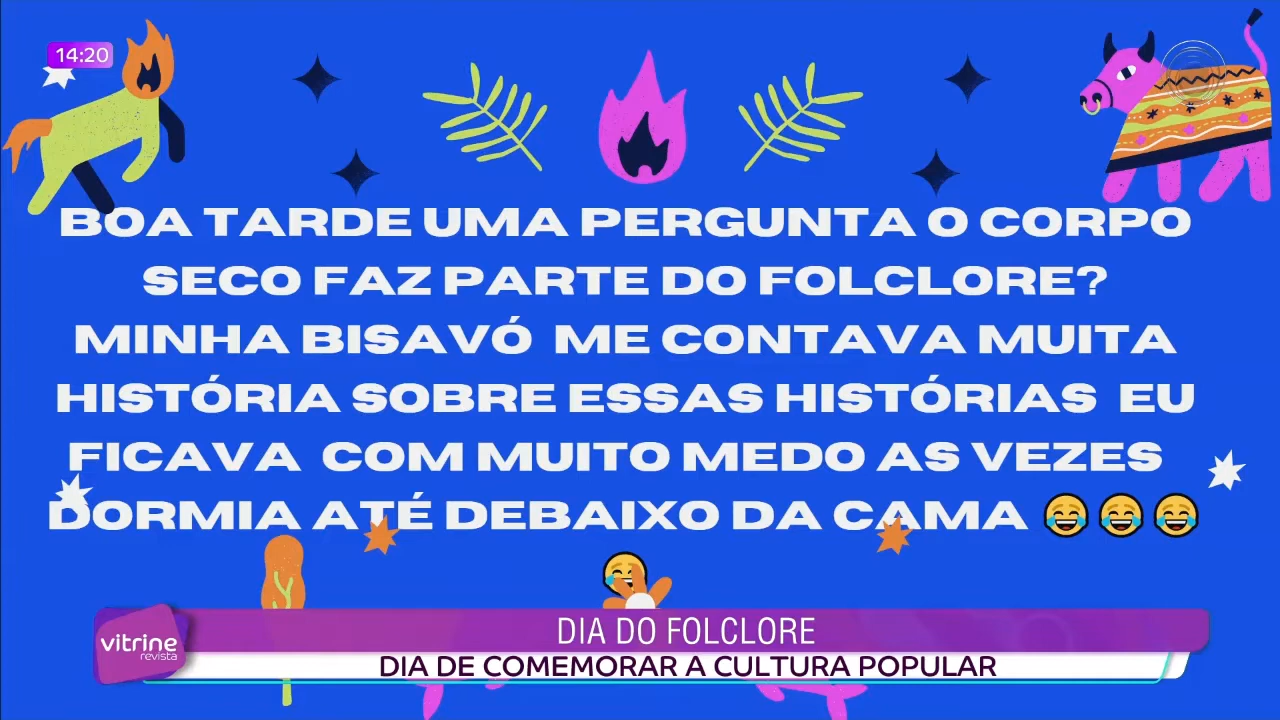 14:20
BOA TARDE UMA PERGUNTA O CORPO
SECO FAZ PARTE DO FOLCLORE?
MINHA BISAVÓ ME CONTAVA MUITA
HISTÓRIA SOBRE ESSAS HISTÓRIAS EU
FICAVA COM MUITO MEDO AS VEZES
DORMIA ATÉ DEBAIXO DA CAMA 😂😂😂
😂
vitrine
revista
DIA DO FOLCLORE
DIA DE COMEMORAR A CULTURA POPULAR